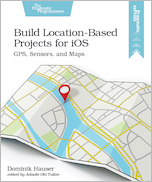 The
Pragmatic
Programmers
Build Location-Based
Projects for iOS
GPS, Sensors, and Maps
Dominik Hauser
edited by Adaobi Obi Tulton